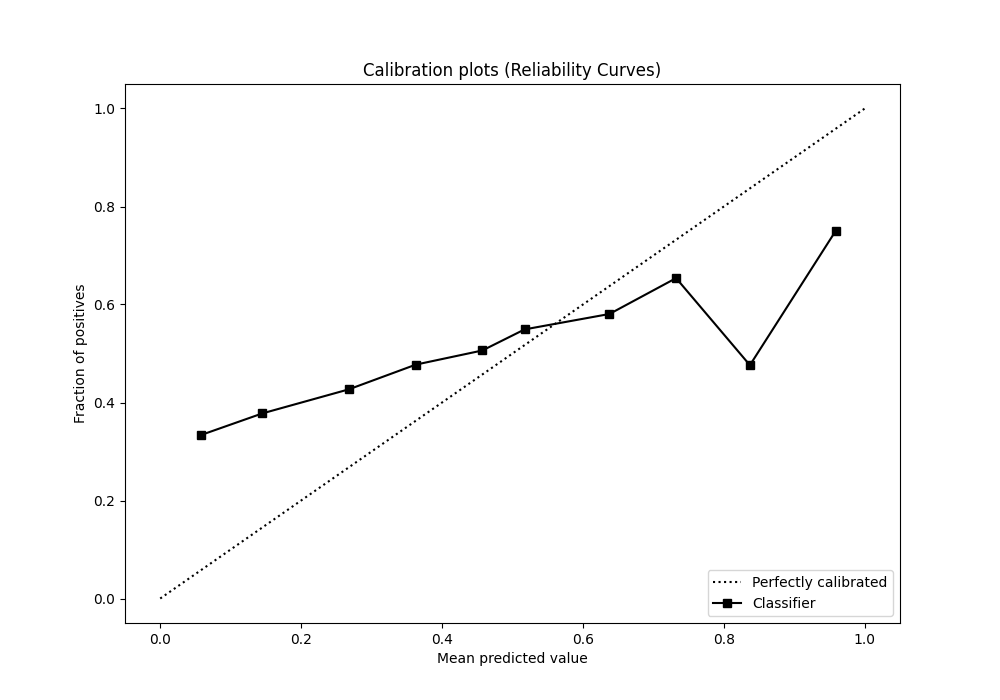 Calibration plots (Reliability Curves)
1.0
0.8
0.6
0.4
0.2
0.0
Fraction of positives
Perfectly calibrated
Classifier
0.0 0.2 0.4 0.6 0.8 1.0
Mean predicted value